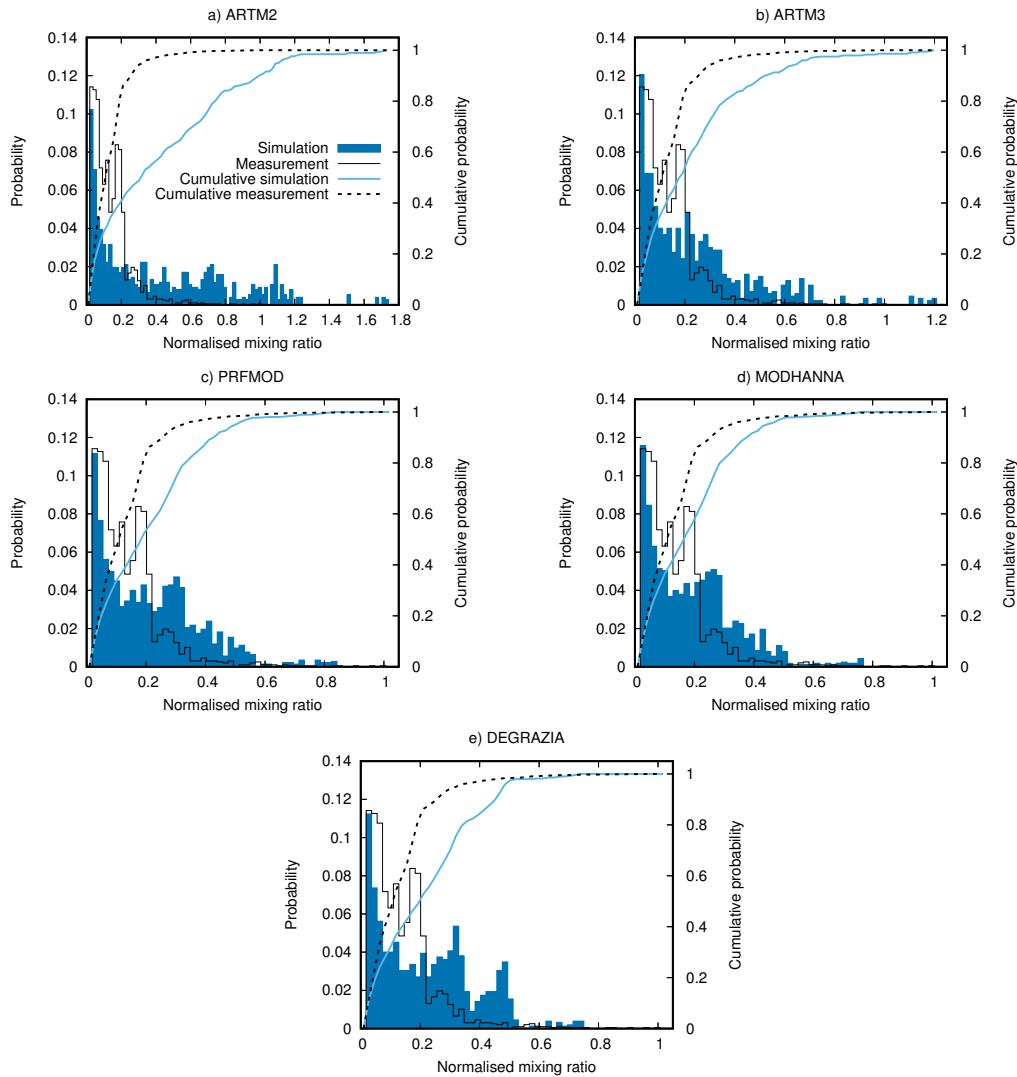 a) ARTM2
0.14
0.12
0.1
0.08
0.06
0.04
0.02
0
Probability
1
0.8
0.6
0.4
0.2
0
Cumulative probability
Simulation
Measurement
Cumulative simulation
Cumulative measurement
0 0.2 0.4 0.6 0.8 1 1.2 1.4 1.6 1.8
Normalised mixing ratio
b) ARTM3
0.14
0.12
0.1
0.08
0.06
0.04
0.02
0
Probability
1
0.8
0.6
0.4
0.2
0
Cumulative probability
0 0.2 0.4 0.6 0.8 1 1.2
Normalised mixing ratio
c) PRFMOD
0.14
0.12
0.1
0.08
0.06
0.04
0.02
0
Probability
1
0.8
0.6
0.4
0.2
0
Cumulative probability
0 0.2 0.4 0.6 0.8 1
Normalised mixing ratio
d) MODHANNA
0.14
0.12
0.1
0.08
0.06
0.04
0.02
0
Probability
1
0.8
0.6
0.4
0.2
0
Cumulative probability
0 0.2 0.4 0.6 0.8 1
Normalised mixing ratio
e) DEGRAZIA
0.14
0.12
0.1
0.08
0.06
0.04
0.02
0
Probability
1
0.8
0.6
0.4
0.2
0
Cumulative probability
0 0.2 0.4 0.6 0.8 1
Normalised mixing ratio